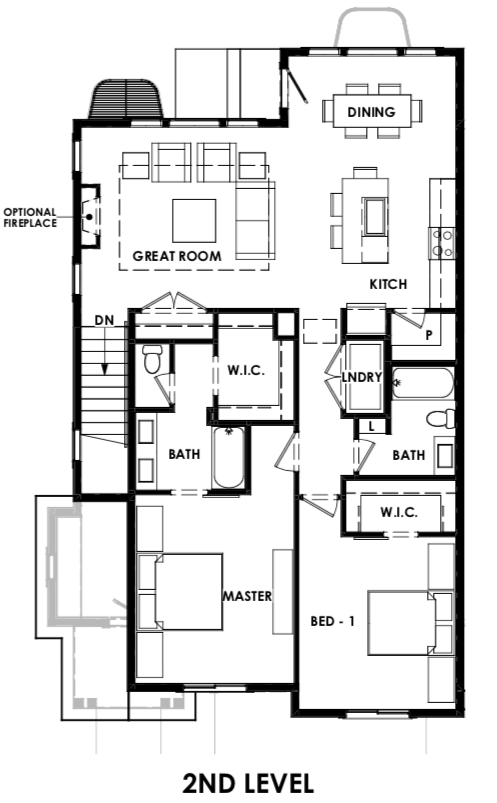 DINING
OPTIONAL
FIREPLACE
GREAT ROOM
KITCH
DN
P
W.I.C.
LNDRY
L
BATH
BATH
W.I.C.
MASTER
BED - 1
2ND LEVEL